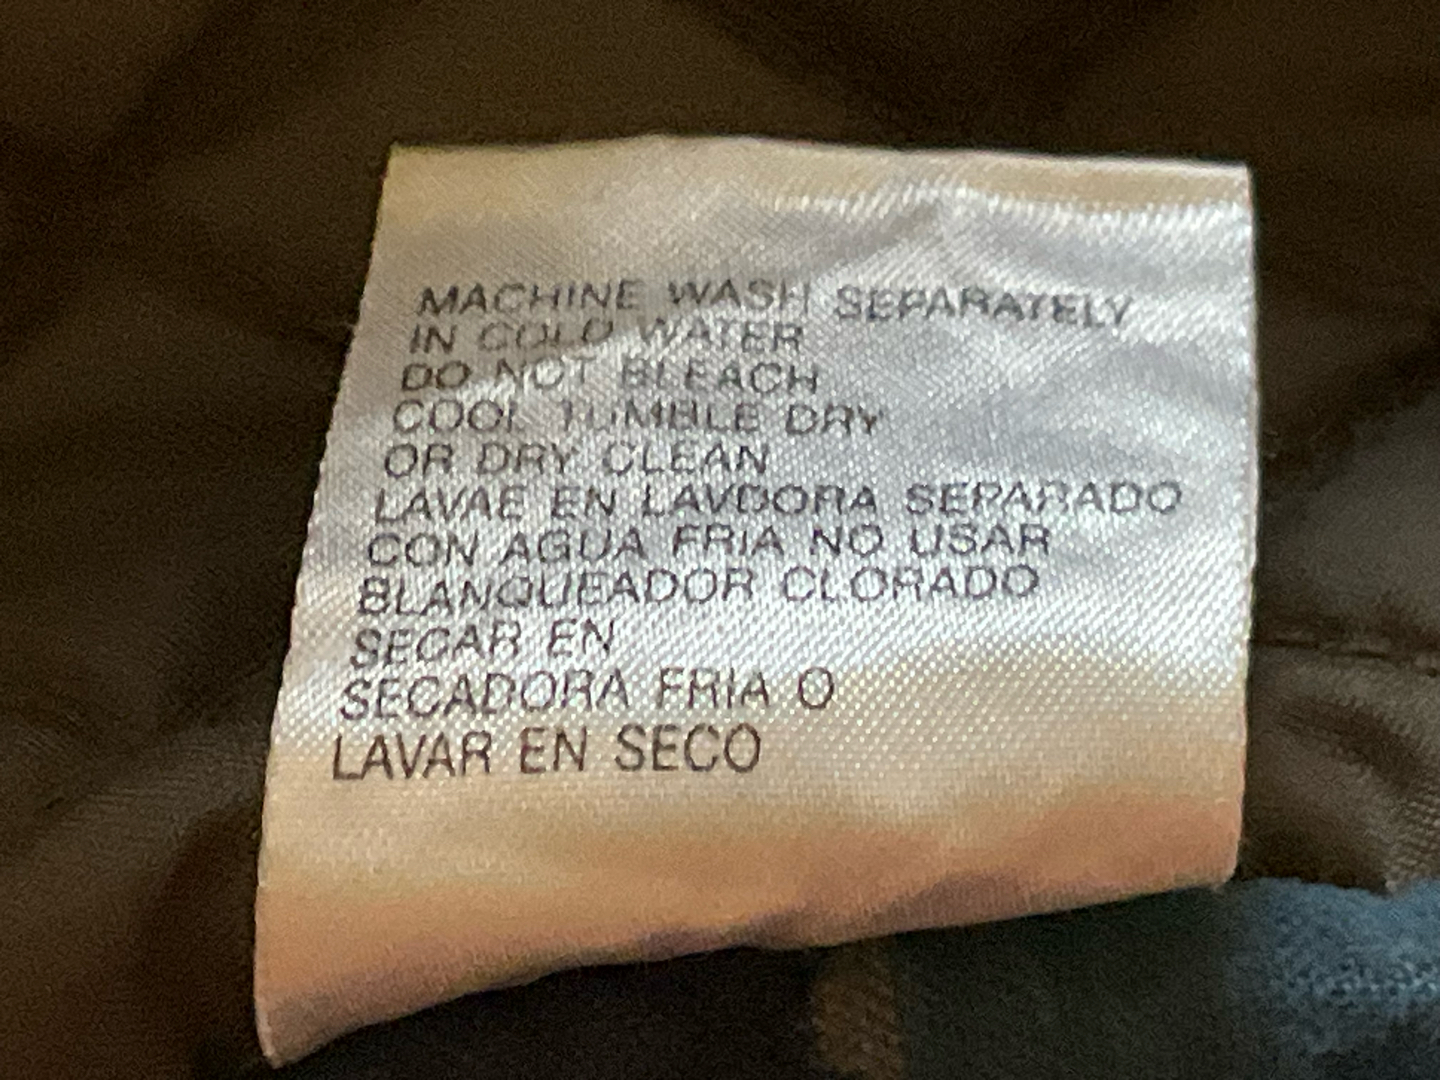 MACHINE WASH SEPARATELY
IN COLD WATER
DO NOT BLEACH
COOL TUMBLE DRY
OR DRY CLEAN
LAVAE EN LAVDORA SEPARADO
CON AGUA FRIA NO USAR
BLANQUEADOR CLORADO
SECAR EN
SECADORA FRIA O
LAVAR EN SECO